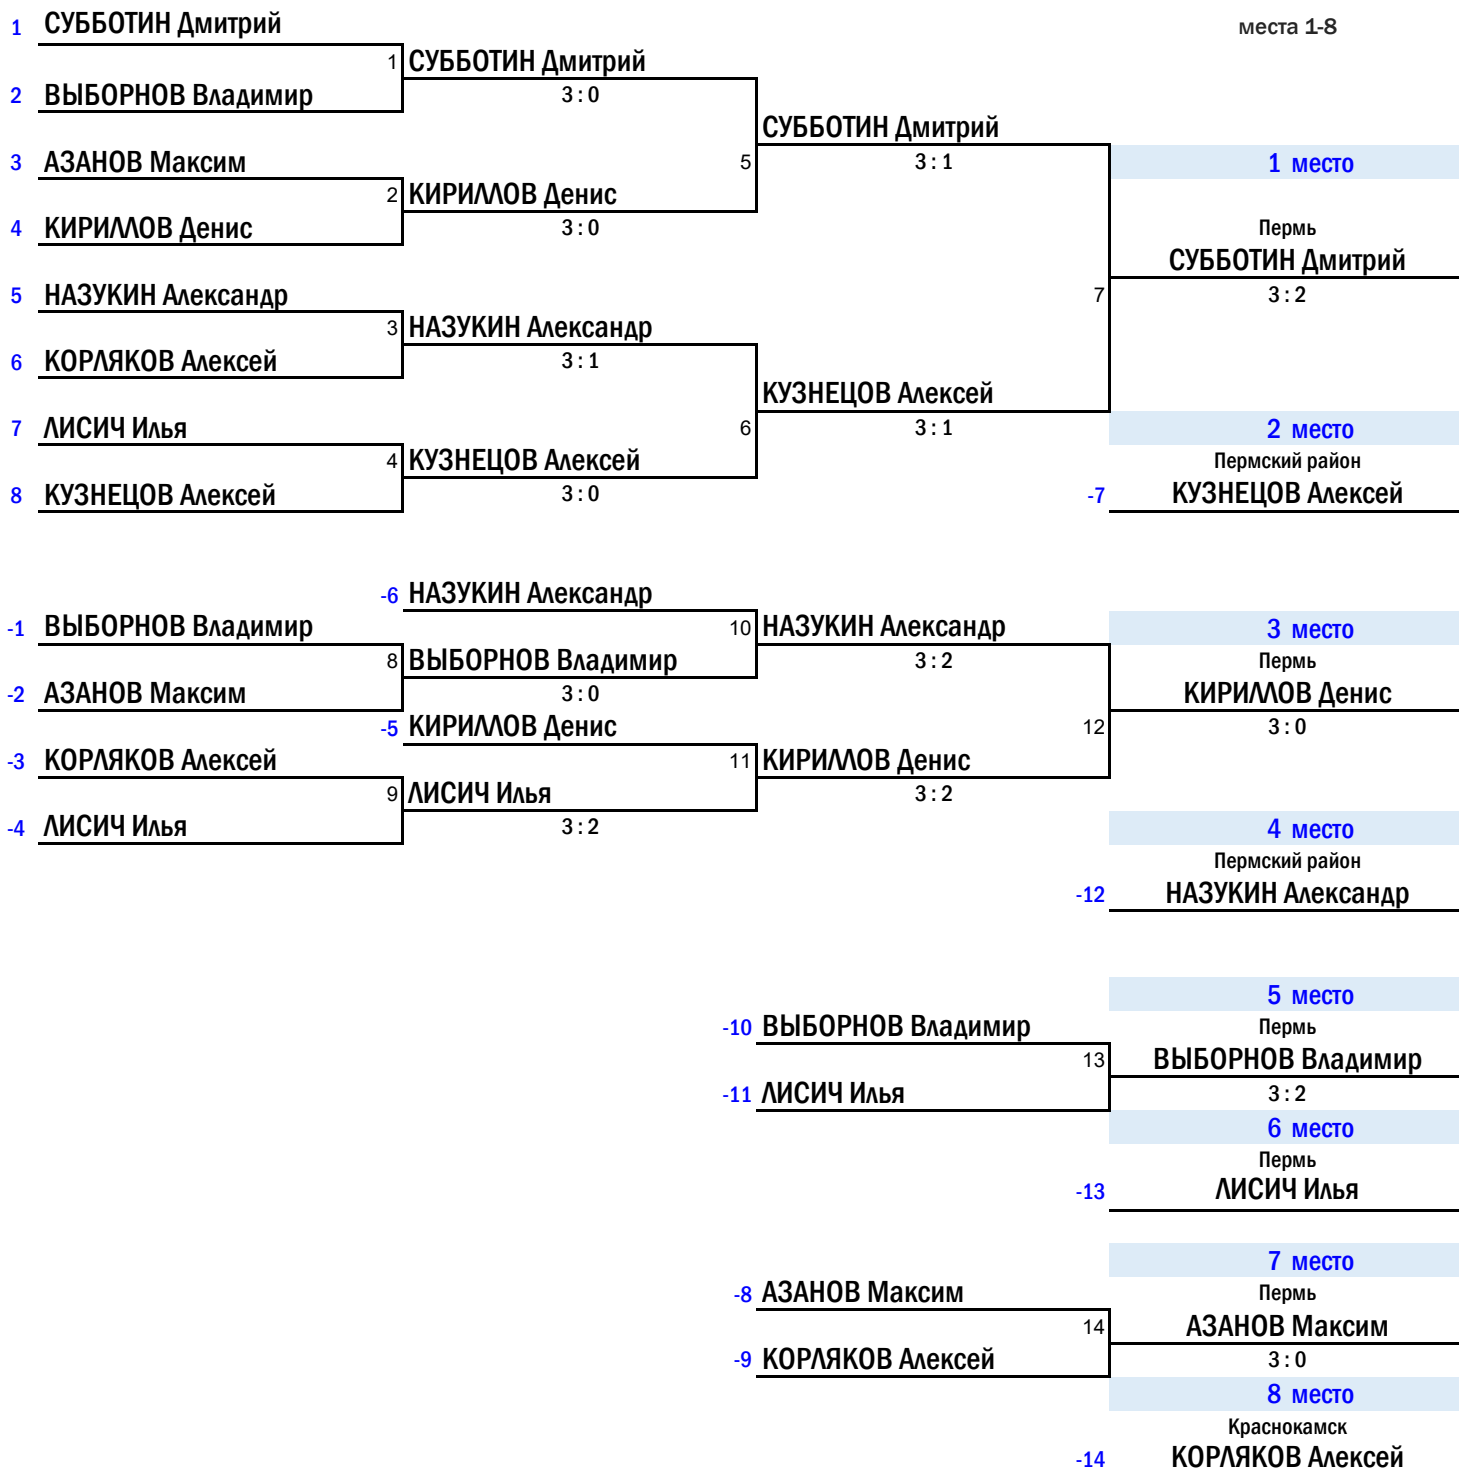 1 СУББОТИН Дмитрий
места 1-8
1 СУББОТИН Дмитрий
2 ВЫБОРНОВ Владимир
3 : 0
СУББОТИН Дмитрий
3 АЗАНОВ Максим
5
3 : 1
1 место
2 КИРИЛЛОВ Денис
4 КИРИЛЛОВ Денис
3 : 0
Пермь
СУББОТИН Дмитрий
5 НАЗУКИН Александр
7
3 : 2
3 НАЗУКИН Александр
6 КОРЛЯКОВ Алексей
3 : 1
КУЗНЕЦОВ Алексей
7 ЛИСИЧ Илья
6
3 : 1
2 место
4 КУЗНЕЦОВ Алексей
Пермский район
8 КУЗНЕЦОВ Алексей
3 : 0
-7 КУЗНЕЦОВ Алексей
-6 НАЗУКИН Александр
-1 ВЫБОРНОВ Владимир
10 НАЗУКИН Александр
3 место
8 ВЫБОРНОВ Владимир
3 : 2
Пермь
-2 АЗАНОВ Максим
3 : 0
КИРИЛЛОВ Денис
-5 КИРИЛЛОВ Денис
12
3 : 0
-3 КОРЛЯКОВ Алексей
11 КИРИЛЛОВ Денис
9 ЛИСИЧ Илья
3 : 2
-4 ЛИСИЧ Илья
3 : 2
4 место
Пермский район
-12 НАЗУКИН Александр
5 место
-10 ВЫБОРНОВ Владимир
Пермь
13 ВЫБОРНОВ Владимир
-11 ЛИСИЧ Илья
3 : 2
6 место
Пермь
-13 ЛИСИЧ Илья
7 место
-8 АЗАНОВ Максим
Пермь
14 АЗАНОВ Максим
-9 КОРЛЯКОВ Алексей
3 : 0
8 место
Краснокамск
-14 КОРЛЯКОВ Алексей